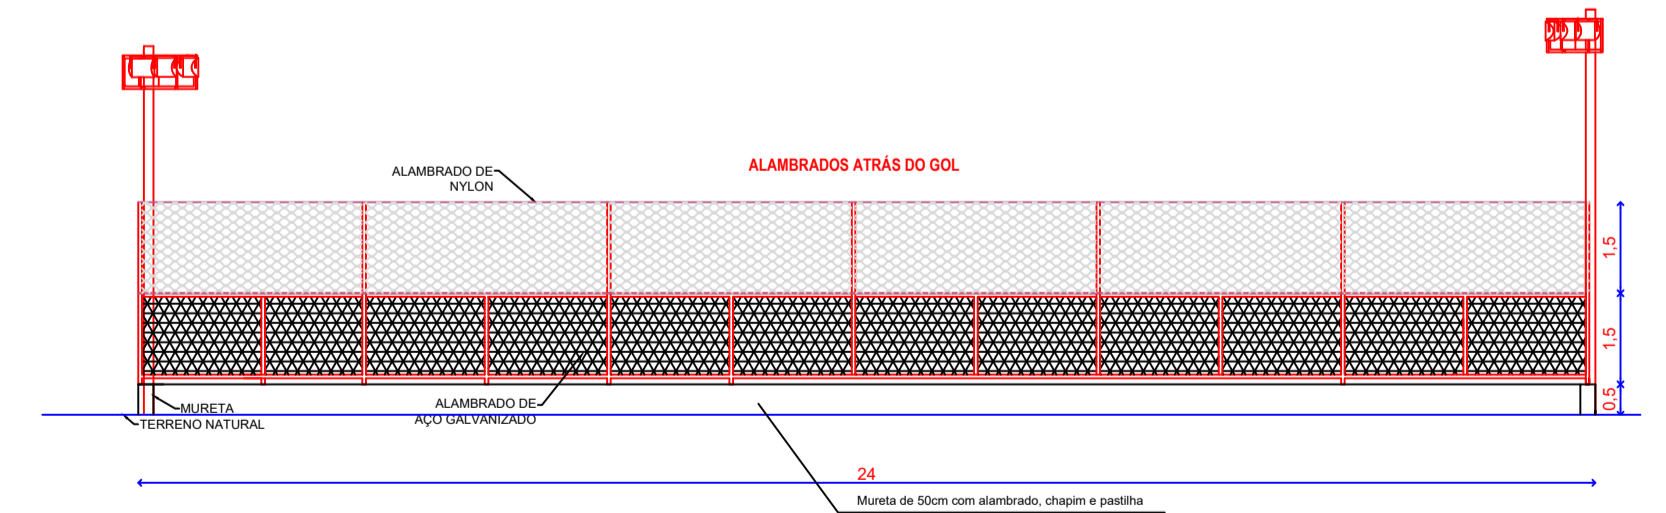 ALAMBRADOS ATRÁS DO GOL
ALAMBRADO DE
NYLON
1,5
1,5
0,5
MURETA
TERRENO NATURAL
ALAMBRADO DE
AÇO GALVANIZADO
24
Mureta de 50cm com alambrado, chapim e pastilha